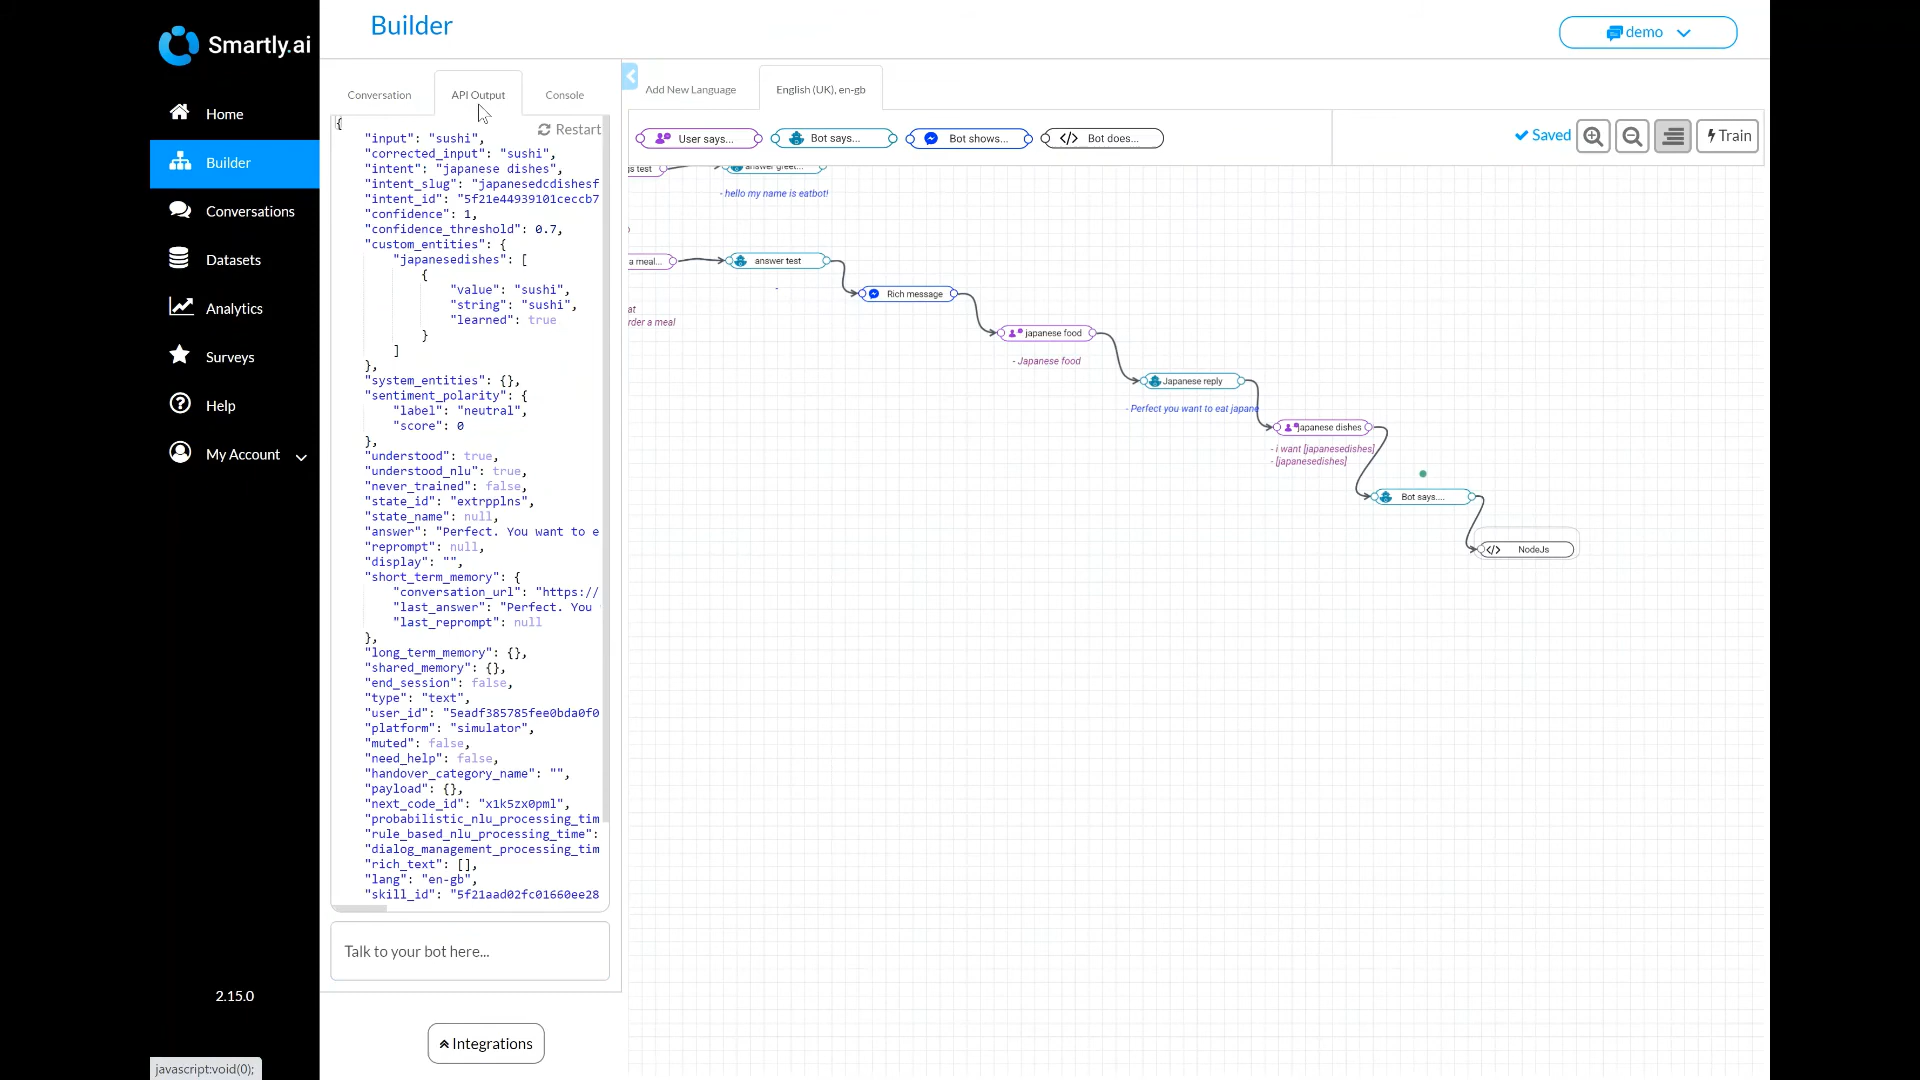 Smartly.ai
Home
Builder
Conversations
Datasets
Analytics
Surveys
Help
My Account
2.15.0
javascript:void(0);
Builder
demo
Conversation
API Output
Console
Restart
{
"input": "sushi",
"corrected_input": "sushi",
"intent": "japanese dishes",
"intent_slug": "japanesedcdishesf
"intent_id": "5f21e44939101ceccb7
"confidence": 1,
"confidence_threshold": 0.7,
"custom_entities": {
"japanesedishes": [
{
"value": "sushi",
"string": "sushi",
"learned": true
}
]
},
"system_entities": {},
"sentiment_polarity": {
"label": "neutral",
"score": 0
},
"understood": true,
"understood_nlu": true,
"never_trained": false,
"state_id": "extrpplns",
"state_name": null,
"answer": "Perfect. You want to e
"reprompt": null,
"display": "",
"short_term_memory": {
"conversation_url": "https://
"last_answer": "Perfect. You
"last_reprompt": null
},
"long_term_memory": {},
"shared_memory": {},
"end_session": false,
"type": "text",
"user_id": "5eadf385785fee0bda0f0
"platform": "simulator",
"muted": false,
"need_help": false,
"handover_category_name": "",
"payload": {},
"next_code_id": "x1k5zx0pml",
"probabilistic_nlu_processing_tim
"rule_based_nlu_processing_time":
"dialog_management_processing_tim
"rich_text": [],
"lang": "en-gb",
"skill_id": "5f21aad02fc01660ee28
Talk to your bot here...
Integrations
Add New Language
English (UK), en-gb
User says...
Bot says...
Bot shows...
Bot does...
Saved
Train
gs test
answer greet...
- hello my name is eatbot!
a meal...
answer test
-
at
rder a meal
Rich message
japanese food
- Japanese food
Japanese reply
- Perfect you want to eat japane
japanese dishes
- i want [japanesedishes]
- [japanesedishes]
Bot says....
NodeJs